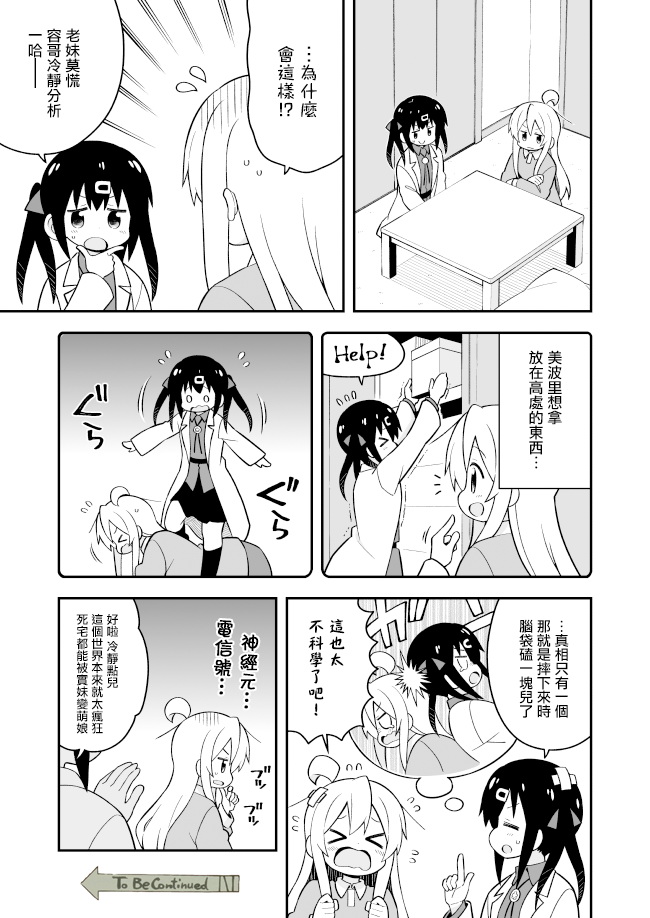 …為什麼
會這樣!?
老妹莫慌
容哥冷靜分析
一哈——
美波里想拿
放在高處的東西…
Help!
ぐら
ぐら
…真相只有一個
那就是摔下來時
腦袋磕一塊兒了
這也太
不科學了吧！
神經元…
電信號…
ブツ
ブツ
好啦 冷靜點兒
這個世界本來就太瘋狂
死宅都能被實妹變萌娘
To Be Continued